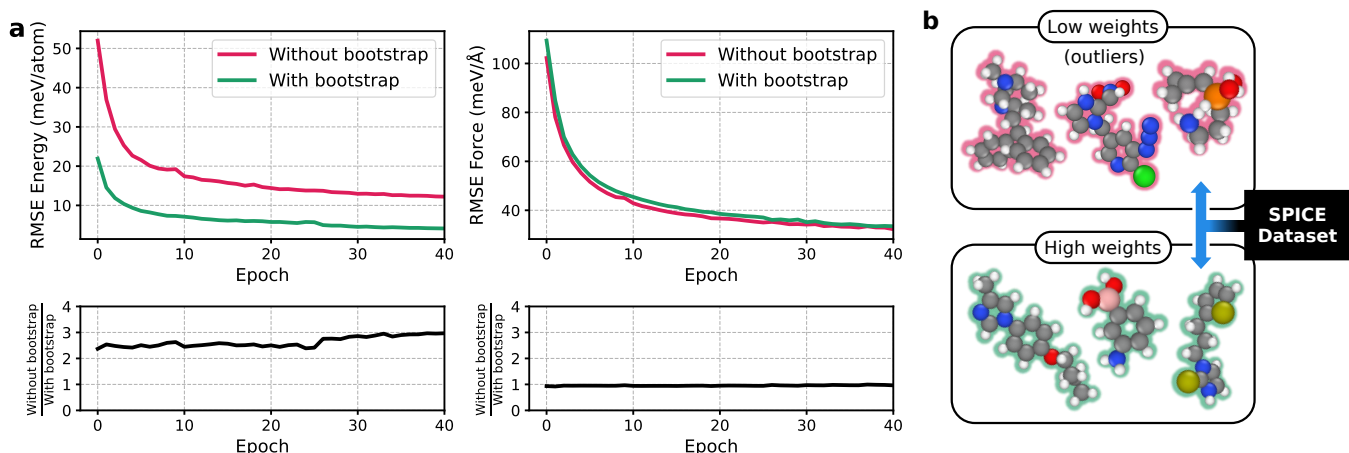 a
RMSE Energy (meV/atom)
50
40
30
20
10
Without bootstrap
With bootstrap
0
10
20
30
40
Epoch
RMSE Force (meV/Å)
100
80
60
40
Without bootstrap
With bootstrap
0
10
20
30
40
Epoch
Without bootstrap
With bootstrap
4
3
2
1
0
0
10
20
30
40
Epoch
Without bootstrap
With bootstrap
4
3
2
1
0
0
10
20
30
40
Epoch
b
Low weights
(outliers)
SPICE
Dataset
High weights